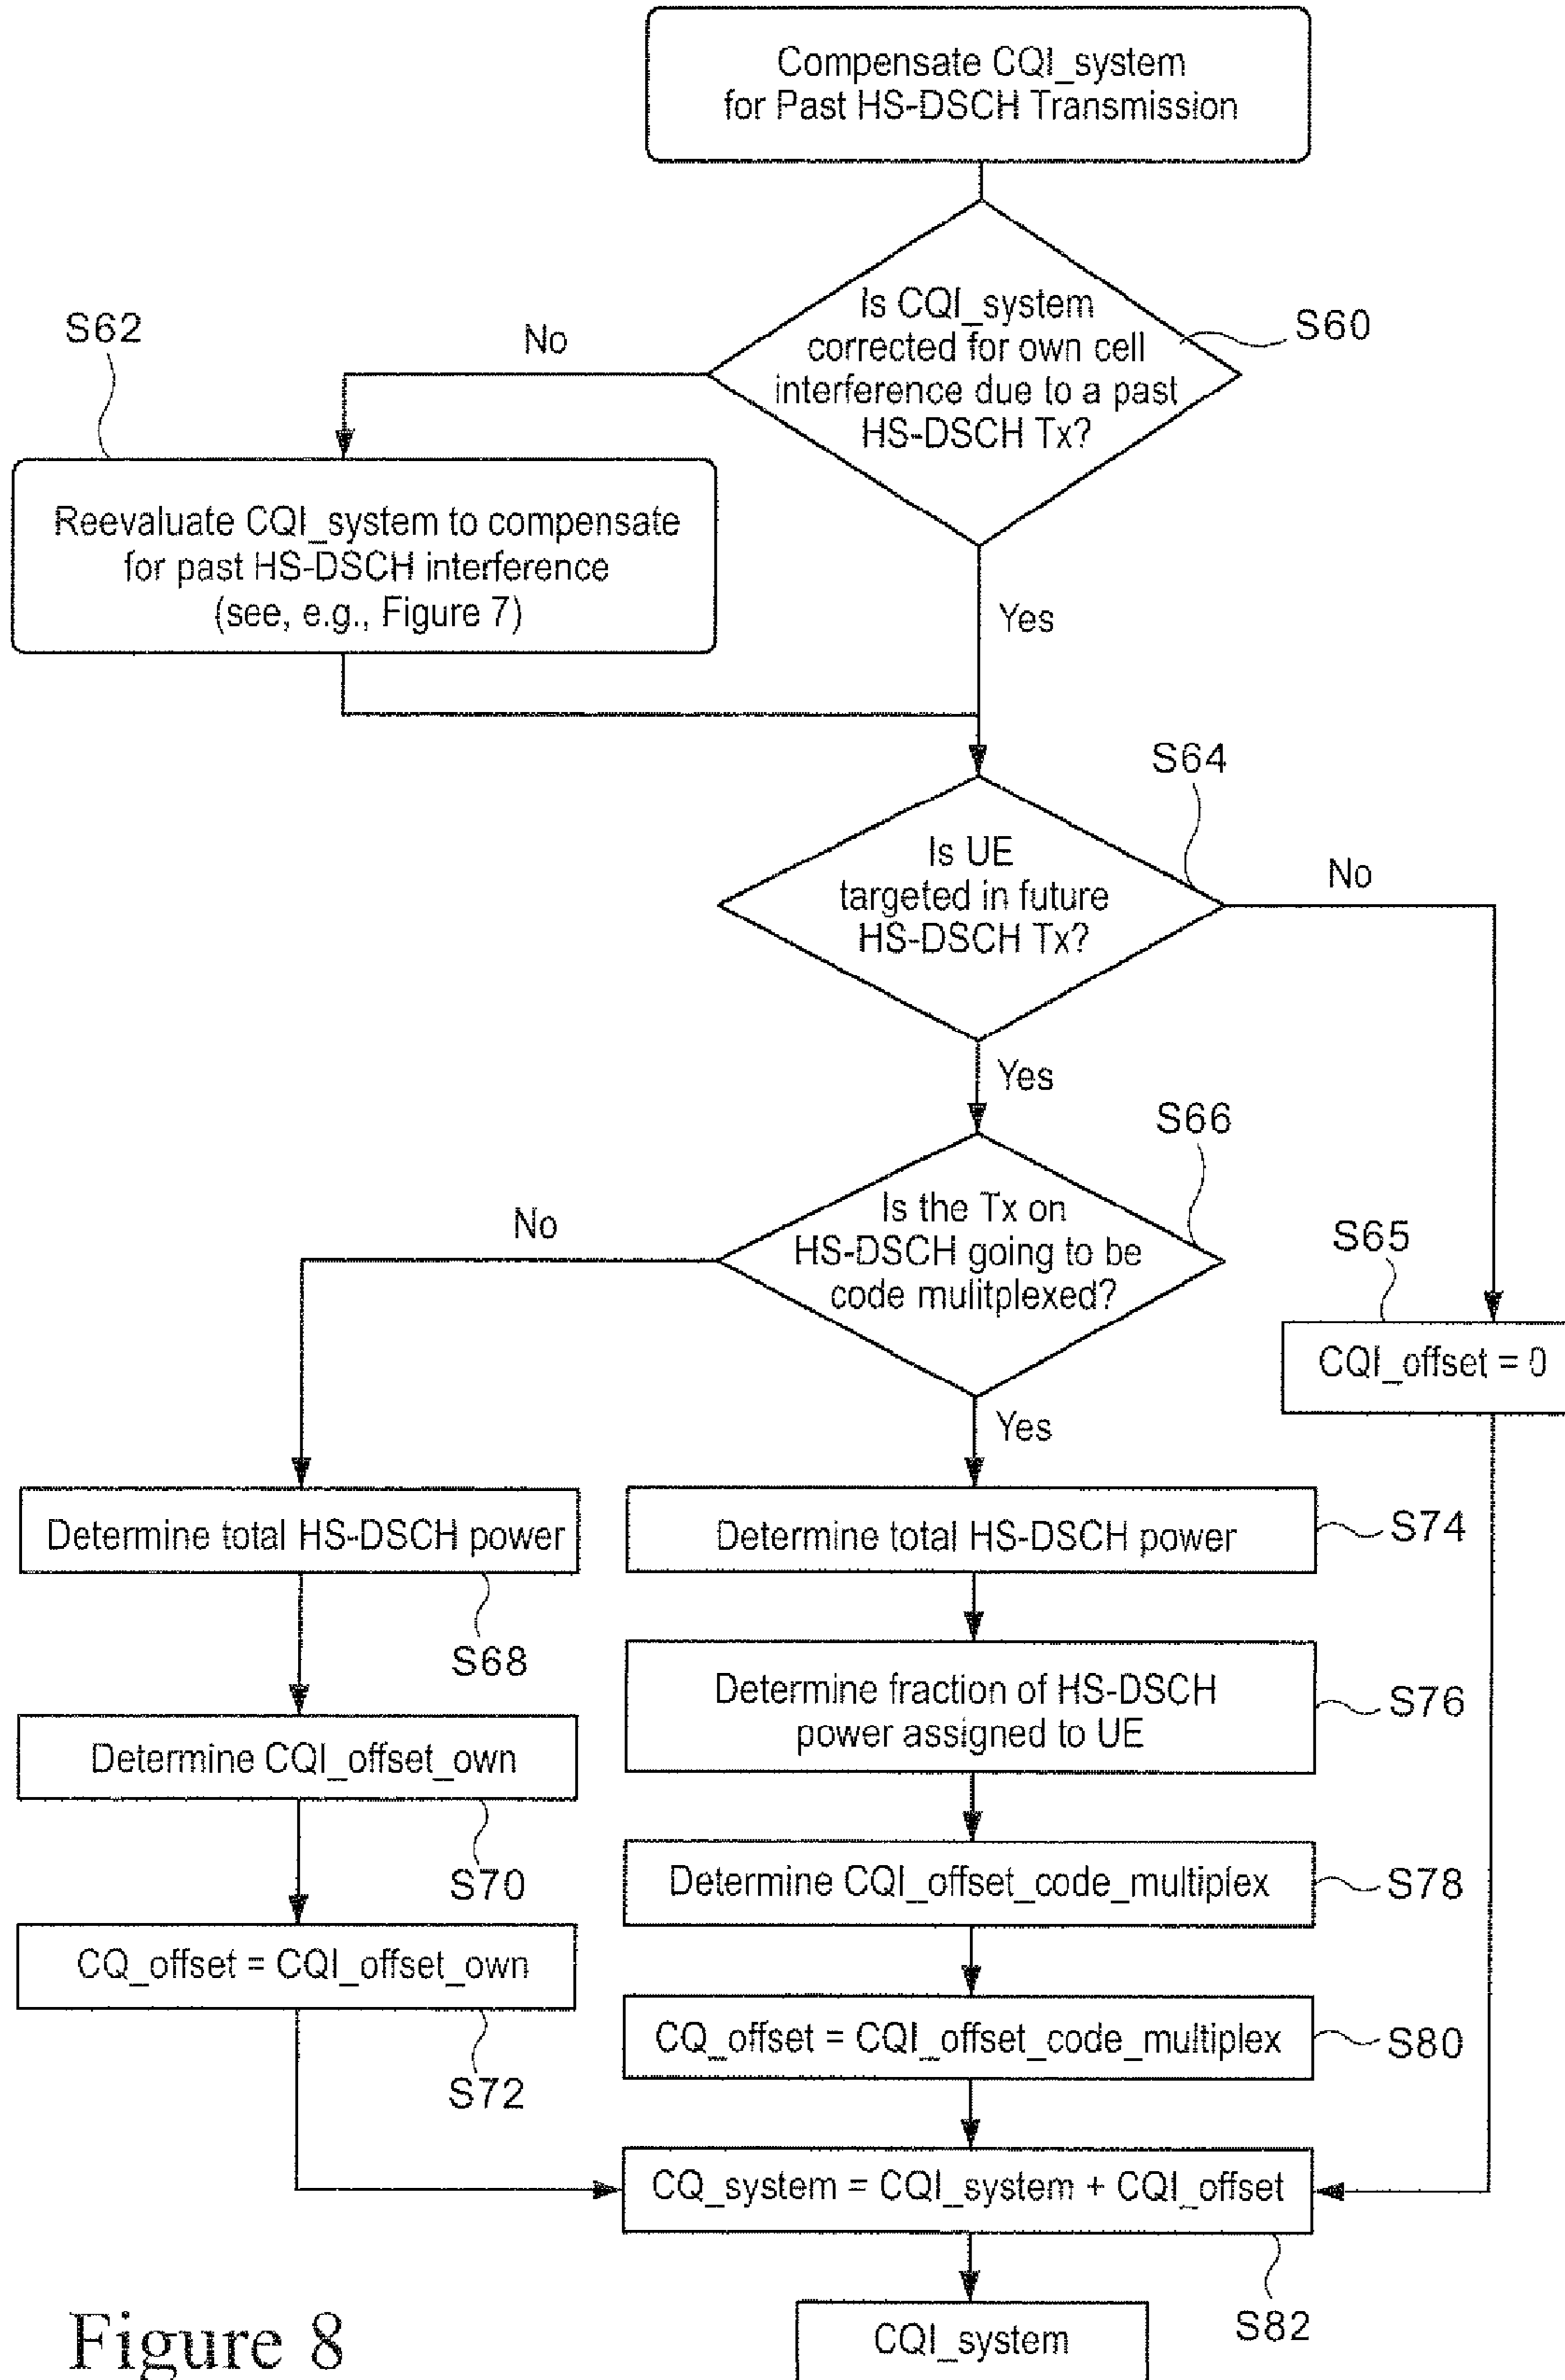 Compensate CQI_system
for Past HS-DSCH Transmission
Is CQI_system
corrected for own cell
interference due to a past
HS-DSCH Tx?
S60
No
S62
Reevaluate CQI_system to compensate
for past HS-DSCH interference
(see, e.g., Figure 7)
Yes
S64
Is UE
targeted in future
HS-DSCH Tx?
No
Yes
S66
Is the Tx on
HS-DSCH going to be
code mulitplexed?
No
S65
CQI_offset = 0
Yes
Determine total HS-DSCH power
S68
Determine total HS-DSCH power
S74
Determine fraction of HS-DSCH
power assigned to UE
S76
Determine CQI_offset_own
S70
Determine CQI_offset_code_multiplex
S78
CQ_offset = CQI_offset_own
S72
CQ_offset = CQI_offset_code_multiplex
S80
CQ_system = CQI_system + CQI_offset
S82
CQI_system
Figure 8